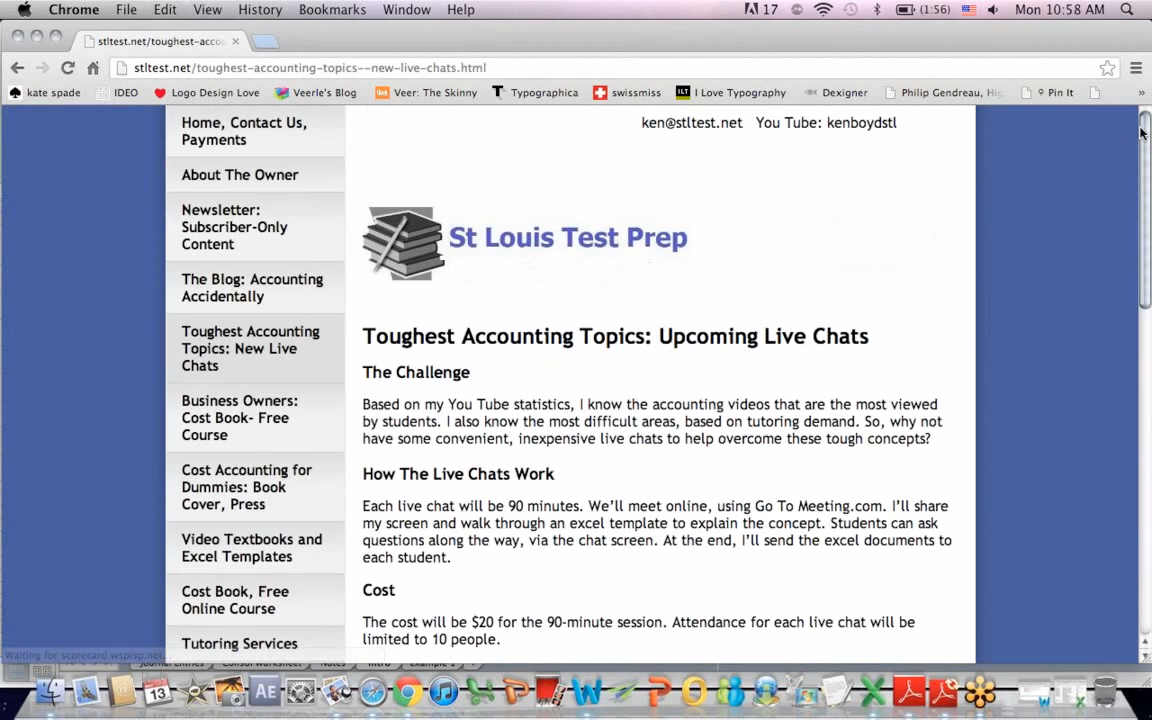 Chrome File Edit View History Bookmarks Window Help 17 (1:56) Mon 10:58 AM
stltest.net/toughest-acco
stltest.net/toughest-accounting-topics--new-live-chats.html
kate spade IDEO Logo Design Love Veerle's Blog Veer: The Skinny Typographica swissmiss I Love Typography Dexigner Philip Gendreau, Hig Pin It »
Home, Contact Us,
Payments
About The Owner
Newsletter:
Subscriber-Only
Content
The Blog: Accounting
Accidentally
Toughest Accounting
Topics: New Live
Chats
Business Owners:
Cost Book- Free
Course
Cost Accounting for
Dummies: Book
Cover, Press
Video Textbooks and
Excel Templates
Cost Book, Free
Online Course
Tutoring Services
ken@stltest.net You Tube: kenboydstl
St Louis Test Prep
Toughest Accounting Topics: Upcoming Live Chats
The Challenge
Based on my You Tube statistics, I know the accounting videos that are the most viewed
by students. I also know the most difficult areas, based on tutoring demand. So, why not
have some convenient, inexpensive live chats to help overcome these tough concepts?
How The Live Chats Work
Each live chat will be 90 minutes. We'll meet online, using Go To Meeting.com. I'll share
my screen and walk through an excel template to explain the concept. Students can ask
questions along the way, via the chat screen. At the end, I'll send the excel documents to
each student.
Cost
The cost will be $20 for the 90-minute session. Attendance for each live chat will be
limited to 10 people.
Waiting for scorecard.wspisp.net...